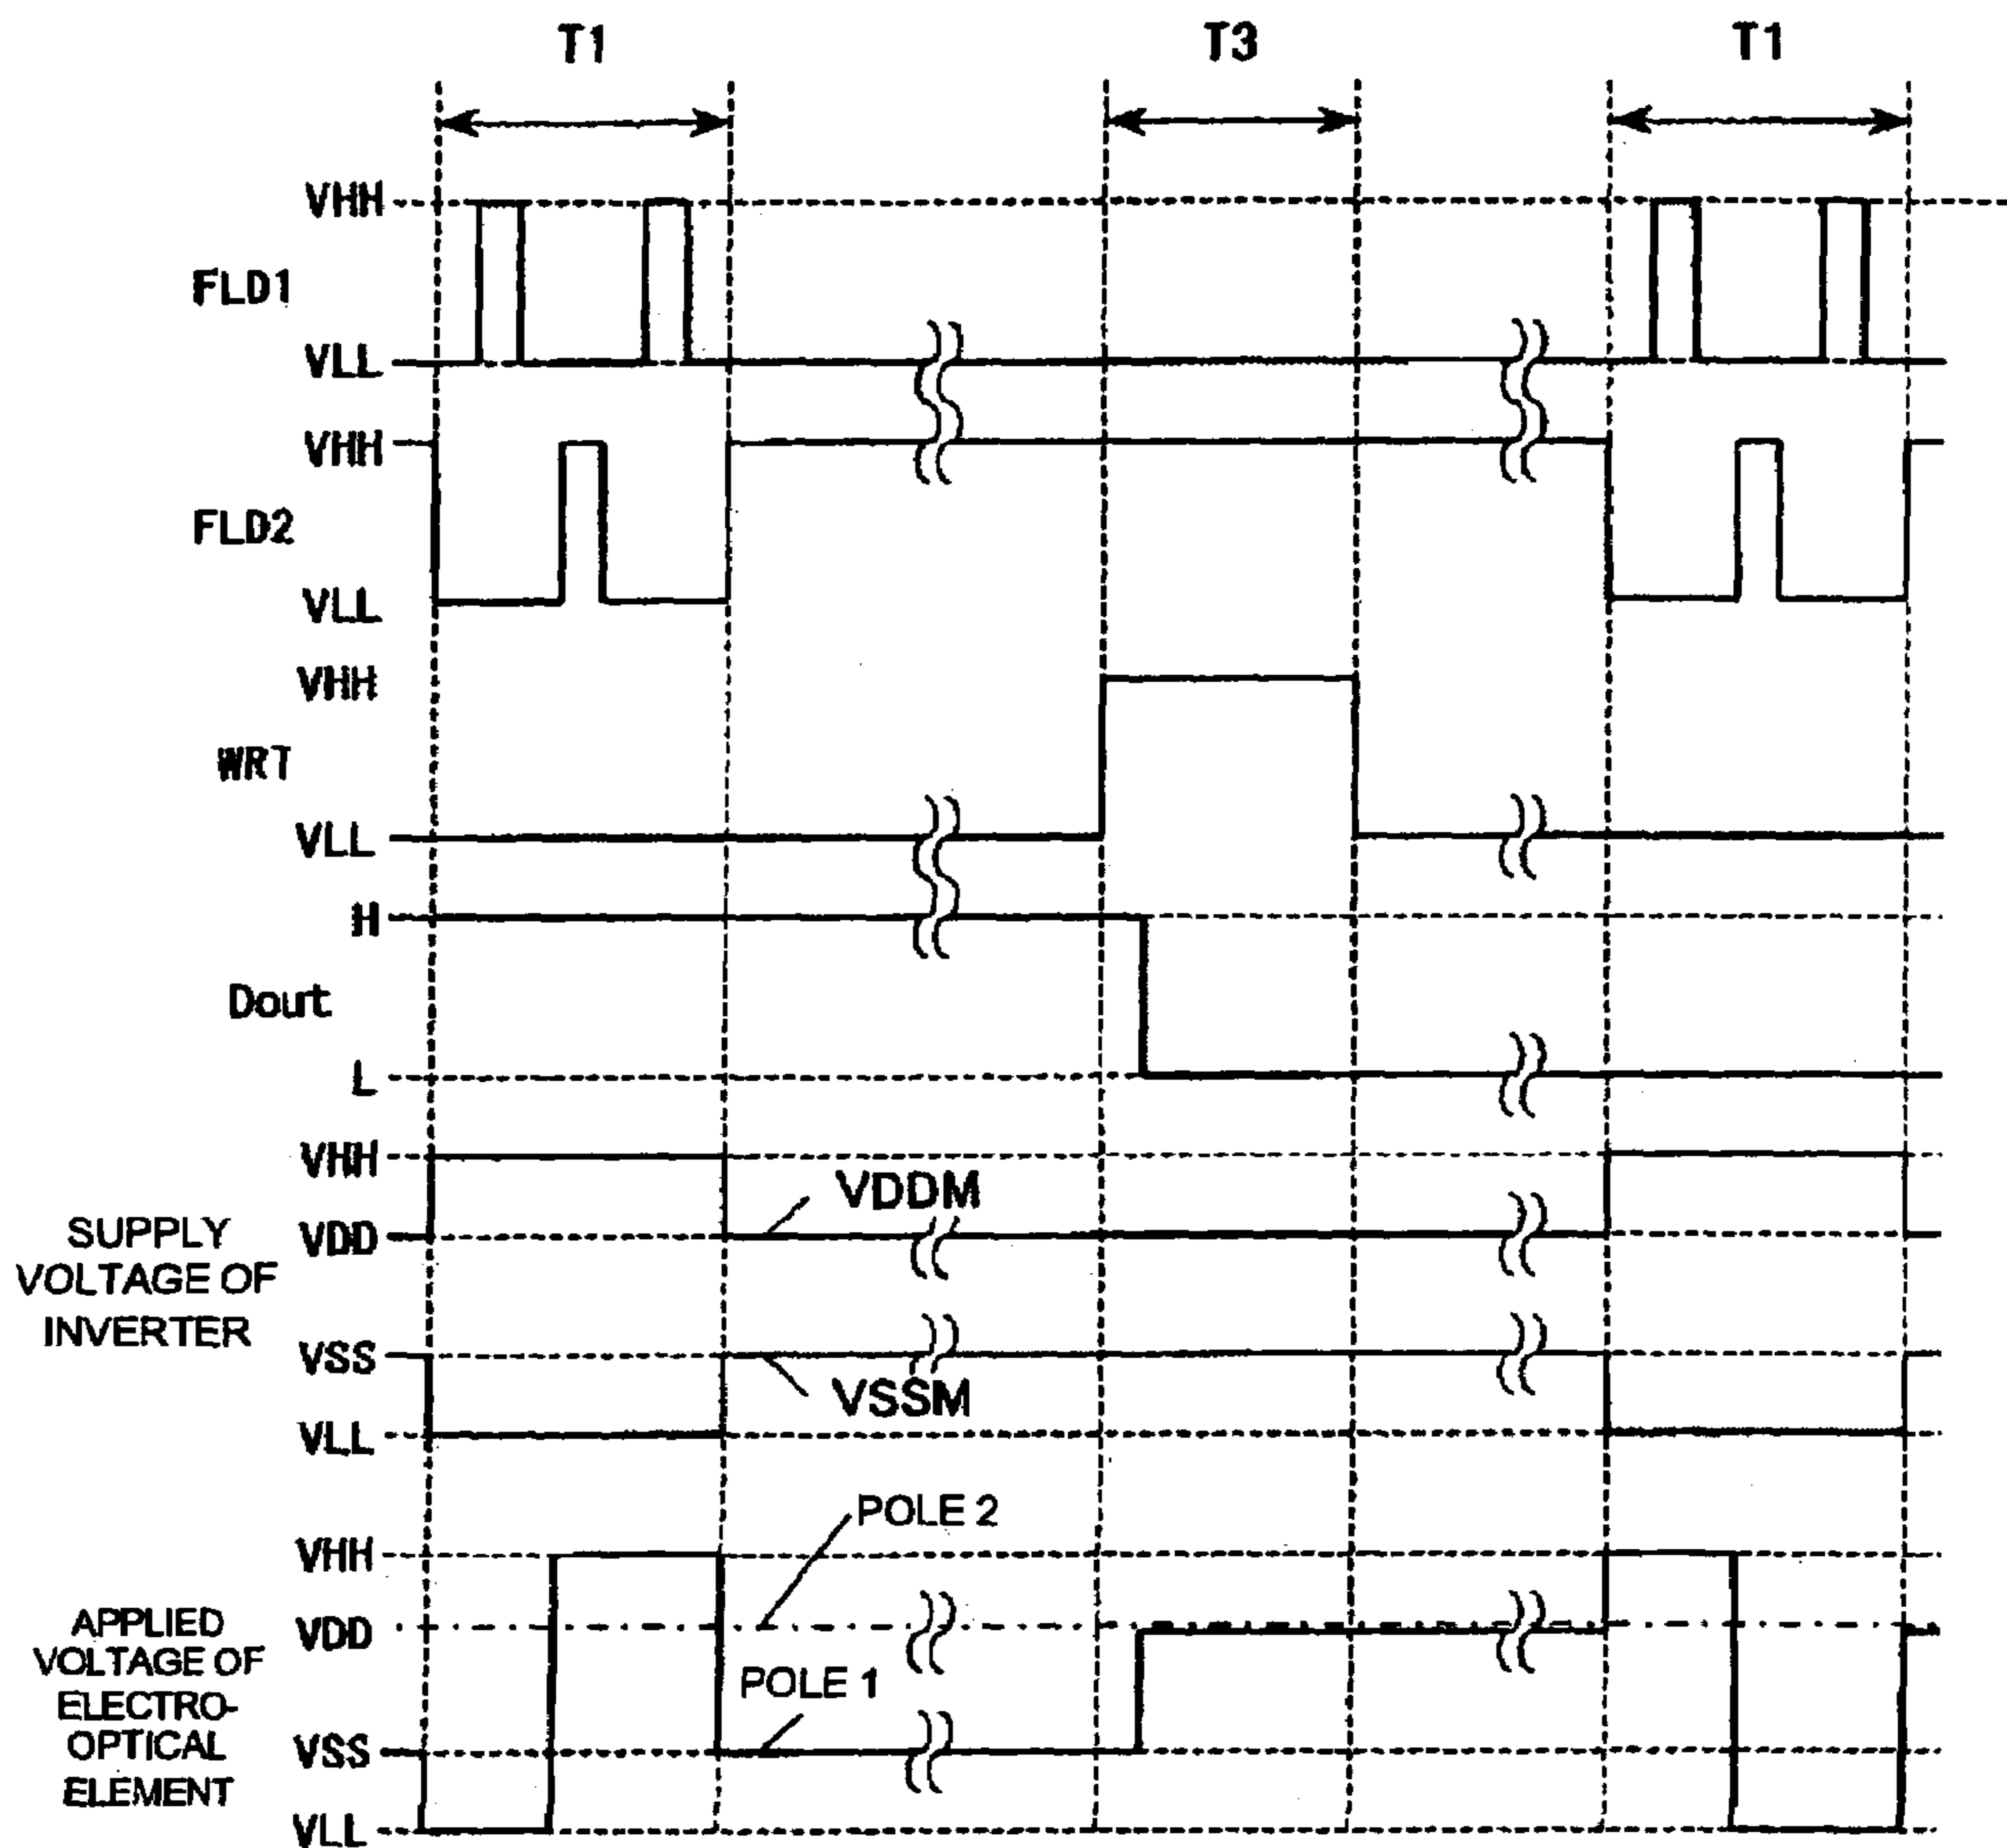 T1 T3 T1
VHH
FLD1
VLL
VHH
FLD2
VLL
VHH
WRT
VLL
H
Dout
L
VHH
VDDM
SUPPLY
VOLTAGE OF
INVERTER
VDD
VSS
VSSM
VLL
POLE 2
VHH
APPLIED
VOLTAGE OF
ELECTRO-
OPTICAL
ELEMENT
VDD
POLE 1
VSS
VLL